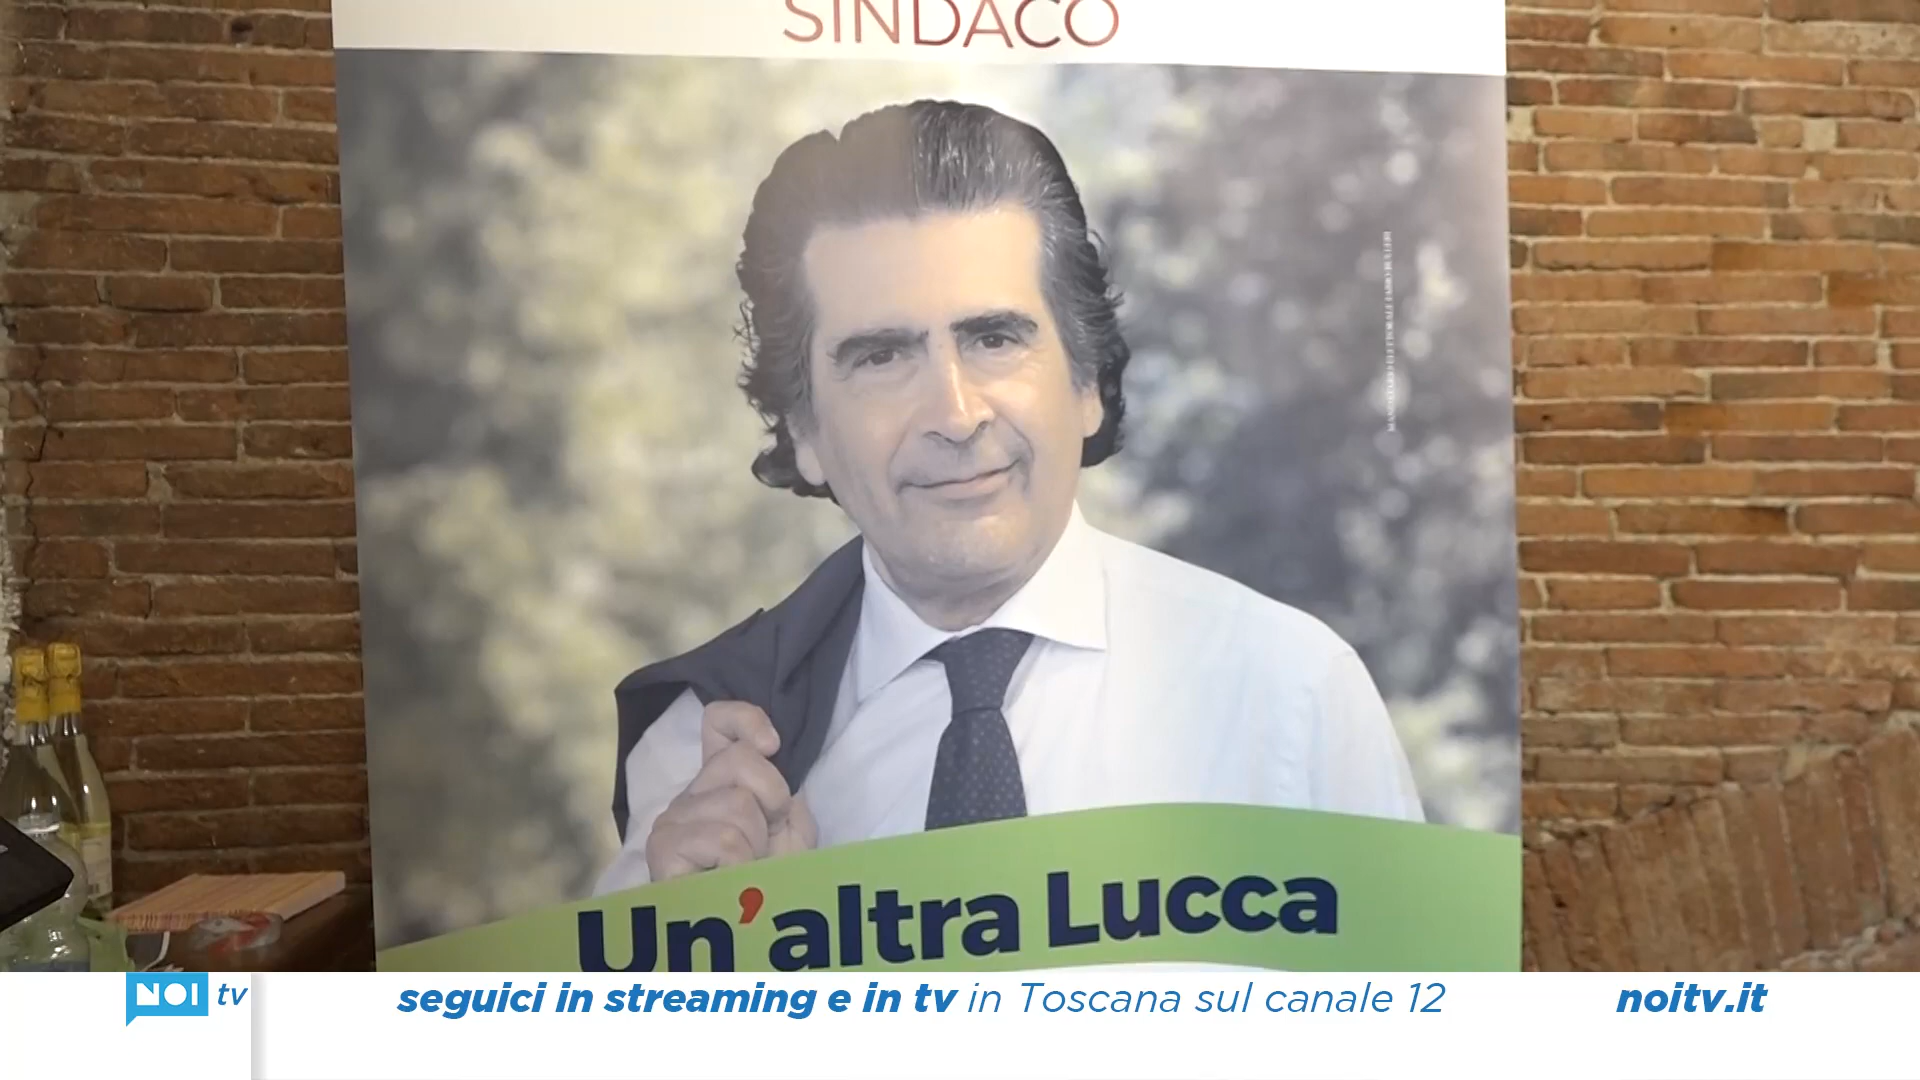 SINDACO
Un'altra Lucca
NOI tv
seguici in streaming e in tv in Toscana sul canale 12
noitv.it